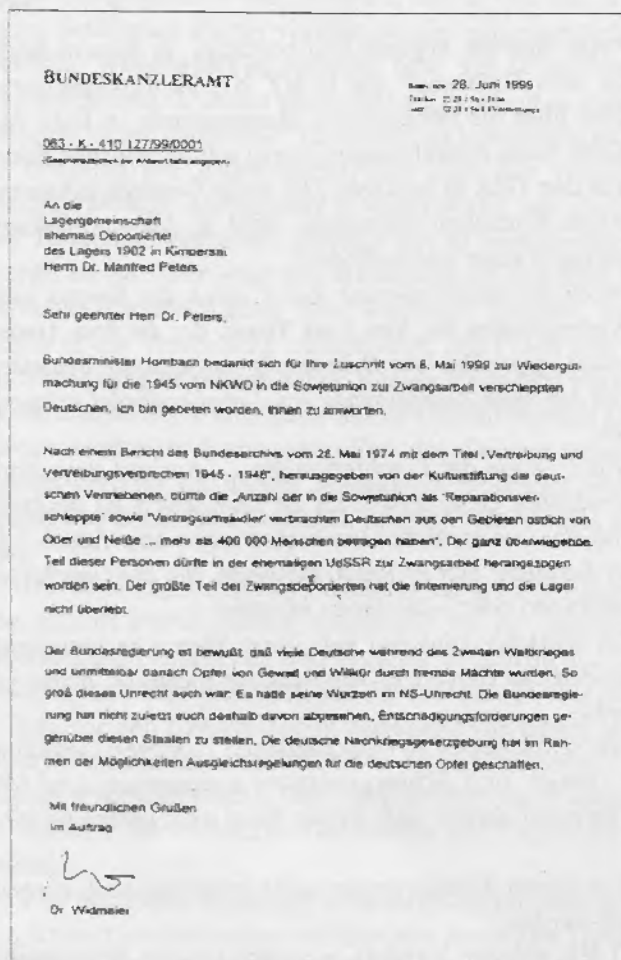 BUNDESKANZLERAMT
28. Juni 1999
063 - K - 410 127/99/0001
(Geschäftszeichen bei Antwort bitte angeben)
An die
Lagergemeinschaft
ehemals Deportierter
des Lagers 1902 in Kimpersai
Herrn Dr. Manfred Peters
Sehr geehrter Herr Dr. Peters,
Bundesminister Hombach bedankt sich für Ihre Zuschrift vom 6. Mai 1999 zur Wiedergut-
machung für die 1945 vom NKWD in die Sowjetunion zur Zwangsarbeit verschleppten
Deutschen. Ich bin gebeten worden, Ihnen zu antworten.
Nach einem Bericht des Bundesarchivs vom 28. Mai 1974 mit dem Titel „Vertreibung und
Vertreibungsverbrechen 1945 - 1948", herausgegeben von der Kulturstiftung der deut-
schen Vertriebenen, dürfte die „Anzahl der in die Sowjetunion als 'Reparationsver-
schleppte' sowie 'Vertragsumsiedler' verbrachten Deutschen aus den Gebieten östlich von
Oder und Neiße ... mehr als 400 000 Menschen betragen haben". Der ganz überwiegende
Teil dieser Personen dürfte in der ehemaligen UdSSR zur Zwangsarbeit herangezogen
worden sein. Der größte Teil der Zwangsdeportierten hat die Internierung und die Lager
nicht überlebt.
Der Bundesregierung ist bewußt, daß viele Deutsche während des Zweiten Weltkrieges
und unmittelbar danach Opfer von Gewalt und Willkür durch fremde Mächte wurden. So
groß dieses Unrecht auch war: Es hatte seine Wurzeln im NS-Unrecht. Die Bundesregie-
rung hat nicht zuletzt auch deshalb davon abgesehen, Entschädigungsforderungen ge-
genüber diesen Staaten zu stellen. Die deutsche Nachkriegsgesetzgebung hat im Rah-
men der Möglichkeiten Ausgleichsregelungen für die deutschen Opfer geschaffen.
Mit freundlichen Grüßen
Im Auftrag
Dr. Widmaier